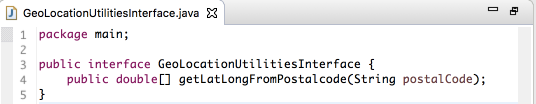 GeoLocationUtilitiesInterface.java
1 package main;
2
3 public interface GeoLocationUtilitiesInterface {
4     public double[] getLatLongFromPostalcode(String postalCode);
5 }